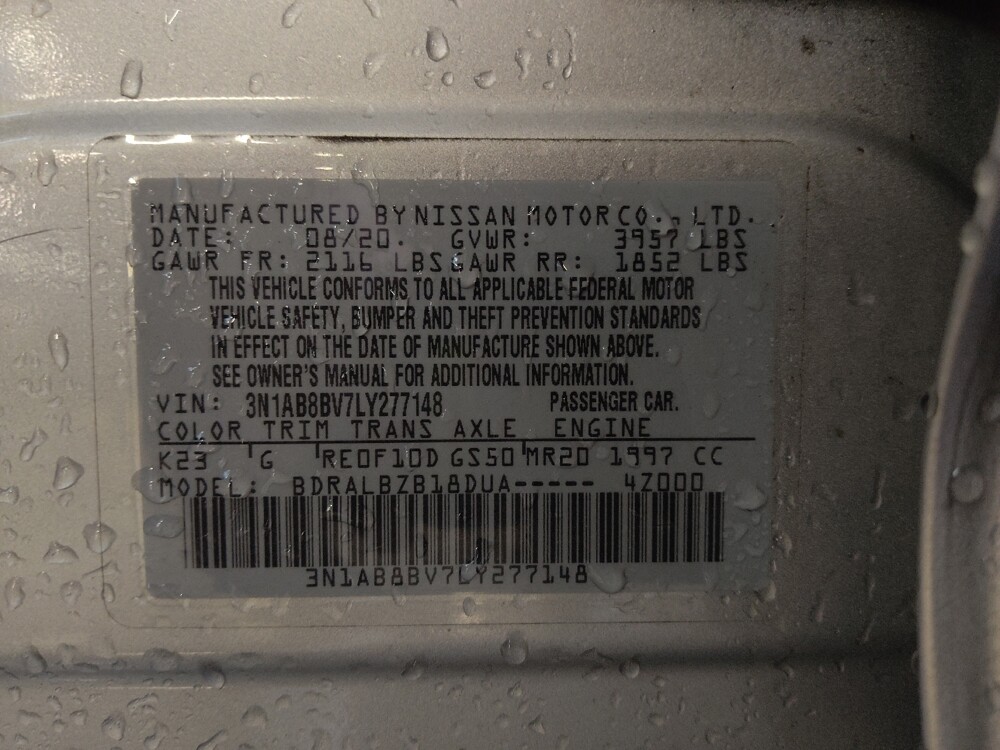 MANUFACTURED BY NISSAN MOTOR CO., LTD.
DATE: 08/20. GVWR: 3957 LBS
GAWR FR: 2116 LBS GAWR RR: 1852 LBS
THIS VEHICLE CONFORMS TO ALL APPLICABLE FEDERAL MOTOR
VEHICLE SAFETY, BUMPER AND THEFT PREVENTION STANDARDS
IN EFFECT ON THE DATE OF MANUFACTURE SHOWN ABOVE.
SEE OWNER'S MANUAL FOR ADDITIONAL INFORMATION.
VIN: 3N1AB8BV7LY277148 PASSENGER CAR.
COLOR TRIM TRANS AXLE ENGINE
K23 G RE0F10D GS50 MR20 1997 CC
MODEL: BDRALBZB18DUA----- 4Z000
3N1AB8BV7LY277148